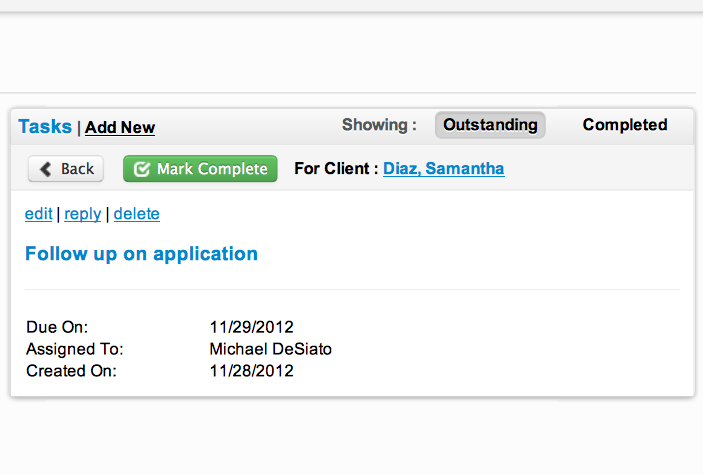 Tasks | Add New Showing : Outstanding Completed
Back Mark Complete For Client : Diaz, Samantha
edit | reply | delete
Follow up on application
Due On: 11/29/2012
Assigned To: Michael DeSiato
Created On: 11/28/2012